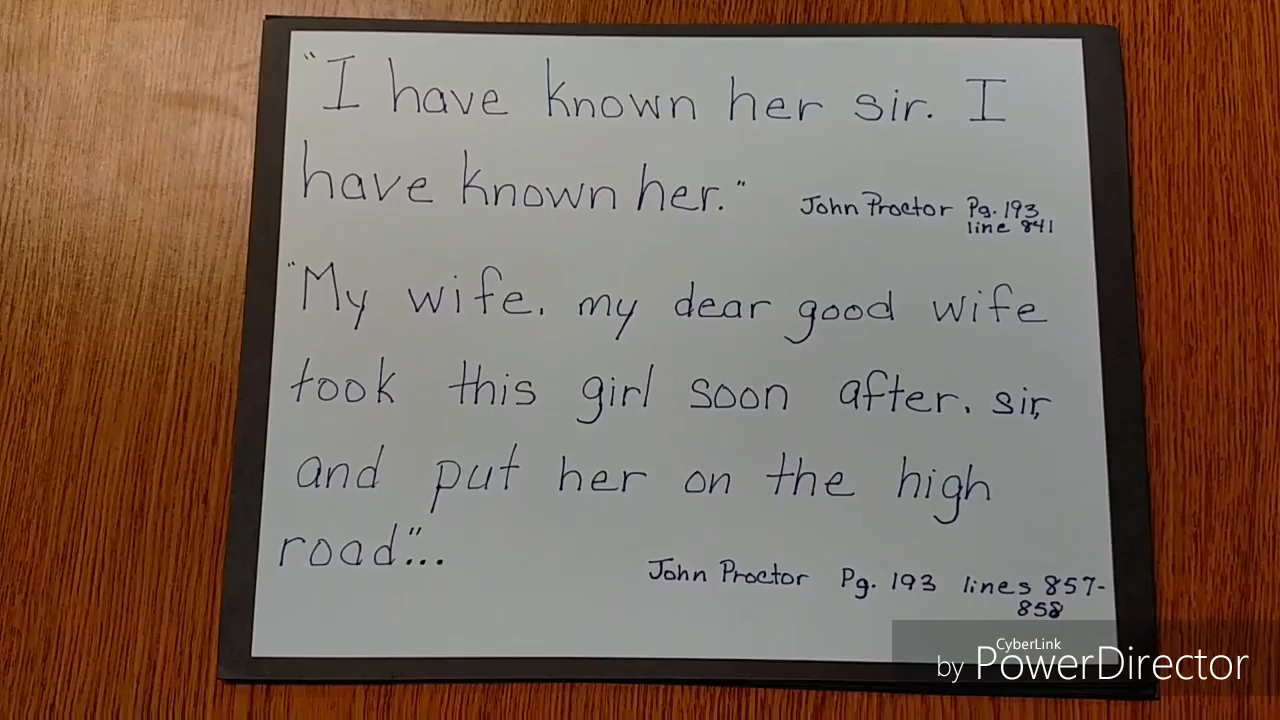 "I have known her sir. I
have known her."
John Proctor Pg. 193
line 841
"My wife. my dear good wife
took this girl soon after. sir,
and put her on the high
road"...
John Proctor Pg. 193 lines 857-
858
CyberLink
by PowerDirector